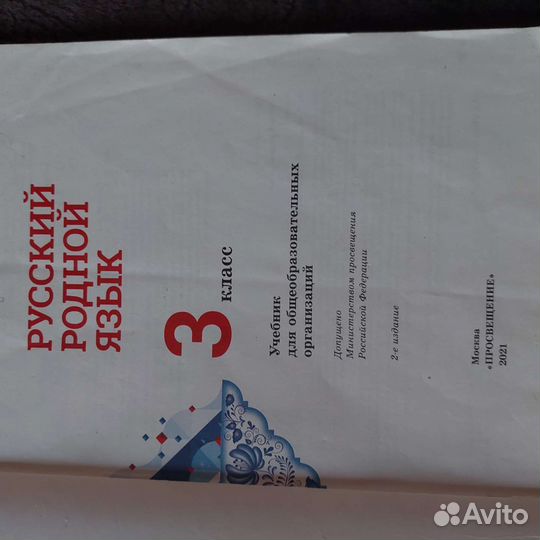 РУССКИЙ
РОДНОЙ
ЯЗЫК
3 класс
Учебник
для общеобразовательных
организаций
Допущено
Министерством просвещения
Российской Федерации
2-е издание
Москва
«ПРОСВЕЩЕНИЕ»
2021
Avito